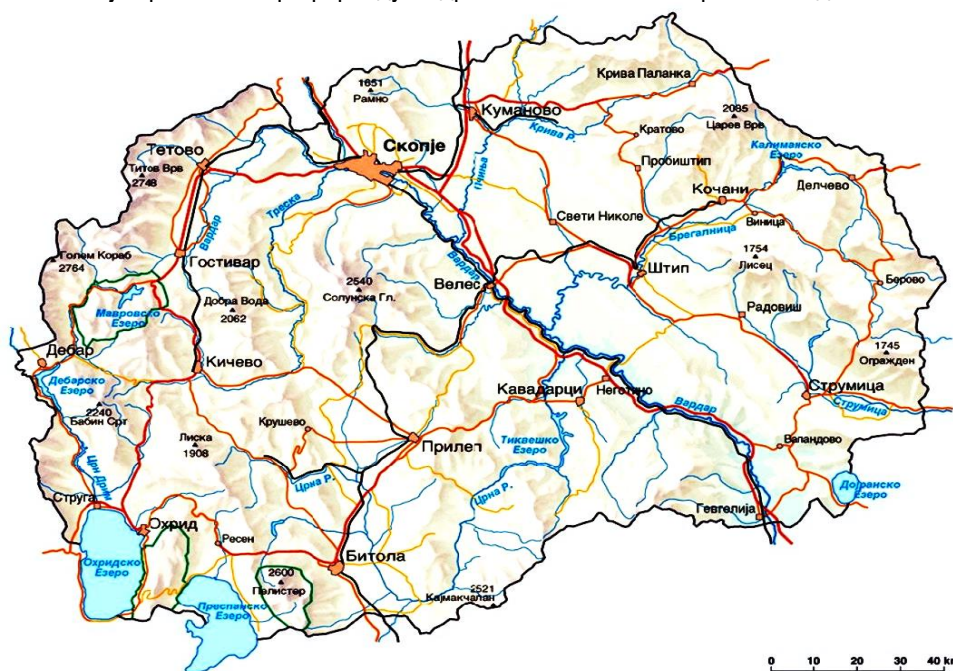 1651
Рамно
Крива Паланка
Куманово
2085
Царев Врв
Кратово
Крива Р.
Калиманско
Езеро
Скопје
Тетово
Титов Врв
2748
Пчиња
Пробиштип
Делчево
Кочани
Треска
Вардар
Свети Николе
Виница
Брегалница
Голем Кораб
2764
Гостивар
Вардар
1754
Лисец
Штип
Берово
2540
Солунска Гл.
Велес
Добра Вода
2062
Мавровско
Езеро
Радовиш
1745
Огражден
Дебар
Кичево
Дебарско
Езеро
Кавадарци
Неготино
Струмица
Вардар
Струмица
2240
Бабин Срт
Крушево
Лиска
1908
Прилеп
Тиквешко
Езеро
Валандово
Црн Дрим
Црна Р.
Црна Р.
Дојранско
Езеро
Струга
Гевгелија
Охрид
Ресен
Битола
Охридско
Езеро
2600
Пелистер
2521
Кајмакчалан
Преспанско
Езеро
0 10 20 30 40 км